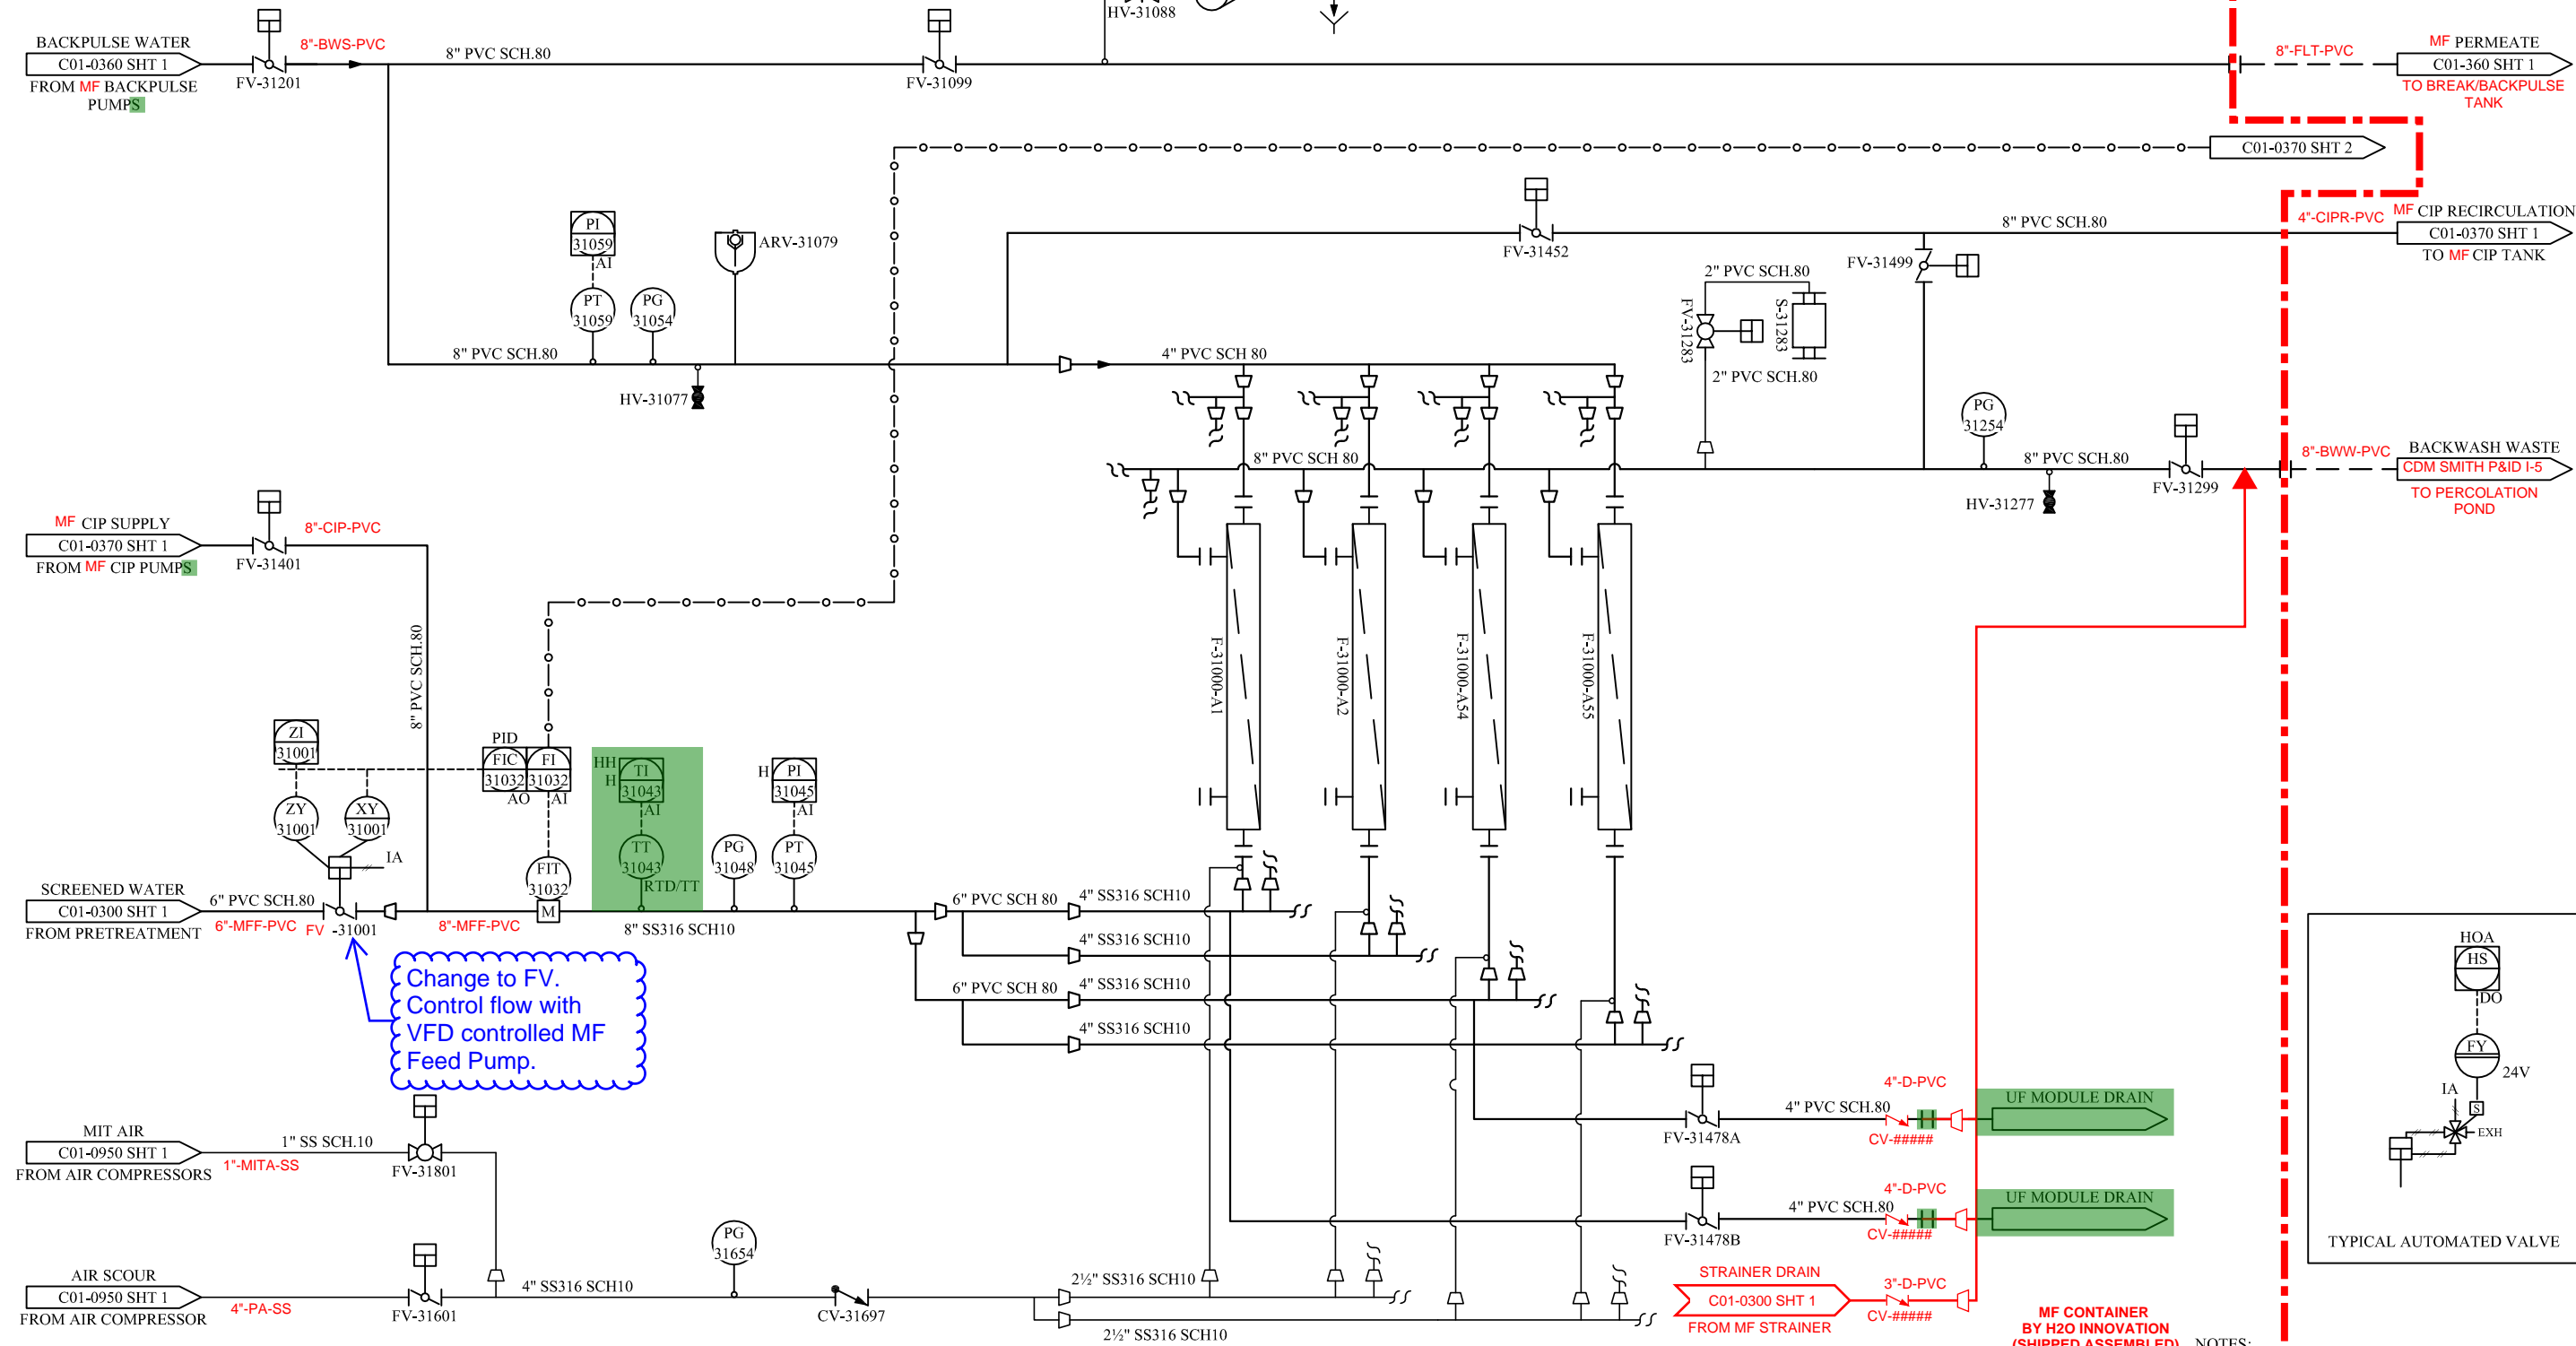 HV-31088
BACKPULSE WATER
C01-0360 SHT 1
FROM MF BACKPULSE
PUMPS
FV-31201
8"-BWS-PVC
8" PVC SCH.80
FV-31099
8"-FLT-PVC
MF PERMEATE
C01-360 SHT 1
TO BREAK/BACKPULSE
TANK
C01-0370 SHT 2
PI
31059
AI
PT
31059
PG
31054
ARV-31079
8" PVC SCH.80
HV-31077
FV-31452
8" PVC SCH.80
4"-CIPR-PVC
MF CIP RECIRCULATION
C01-0370 SHT 1
TO MF CIP TANK
FV-31499
2" PVC SCH.80
FV-31283
S-31283
2" PVC SCH.80
4" PVC SCH 80
PG
31254
8" PVC SCH 80
8" PVC SCH.80
HV-31277
FV-31299
8"-BWW-PVC
BACKWASH WASTE
CDM SMITH P&ID I-5
TO PERCOLATION
POND
MF CIP SUPPLY
C01-0370 SHT 1
FROM MF CIP PUMPS
FV-31401
8"-CIP-PVC
8" PVC SCH.80
F-31000-A1
F-31000-A2
F-31000-A54
F-31000-A55
ZI
31001
ZY
31001
XY
31001
IA
PID
FIC
31032
AO
FI
31032
AI
FIT
31032
M
HH
H
TI
31043
AI
TT
31043
RTD/TT
PG
31048
H
PI
31045
AI
PT
31045
SCREENED WATER
C01-0300 SHT 1
FROM PRETREATMENT
6" PVC SCH.80
6"-MFF-PVC
FV -31001
8"-MFF-PVC
8" SS316 SCH10
6" PVC SCH 80
4" SS316 SCH10
4" SS316 SCH10
6" PVC SCH 80
4" SS316 SCH10
4" SS316 SCH10
Change to FV.
Control flow with
VFD controlled MF
Feed Pump.
HOA
HS
DO
FY
24V
IA
S
EXH
TYPICAL AUTOMATED VALVE
FV-31478A
4" PVC SCH.80
4"-D-PVC
CV-#####
UF MODULE DRAIN
MIT AIR
C01-0950 SHT 1
FROM AIR COMPRESSORS
1" SS SCH.10
1"-MITA-SS
FV-31801
FV-31478B
4" PVC SCH.80
4"-D-PVC
CV-#####
UF MODULE DRAIN
AIR SCOUR
C01-0950 SHT 1
FROM AIR COMPRESSOR
4"-PA-SS
FV-31601
4" SS316 SCH10
PG
31654
CV-31697
2½" SS316 SCH10
2½" SS316 SCH10
STRAINER DRAIN
C01-0300 SHT 1
FROM MF STRAINER
3"-D-PVC
CV-#####
MF CONTAINER
BY H2O INNOVATION
(SHIPPED ASSEMBLED)
NOTES: